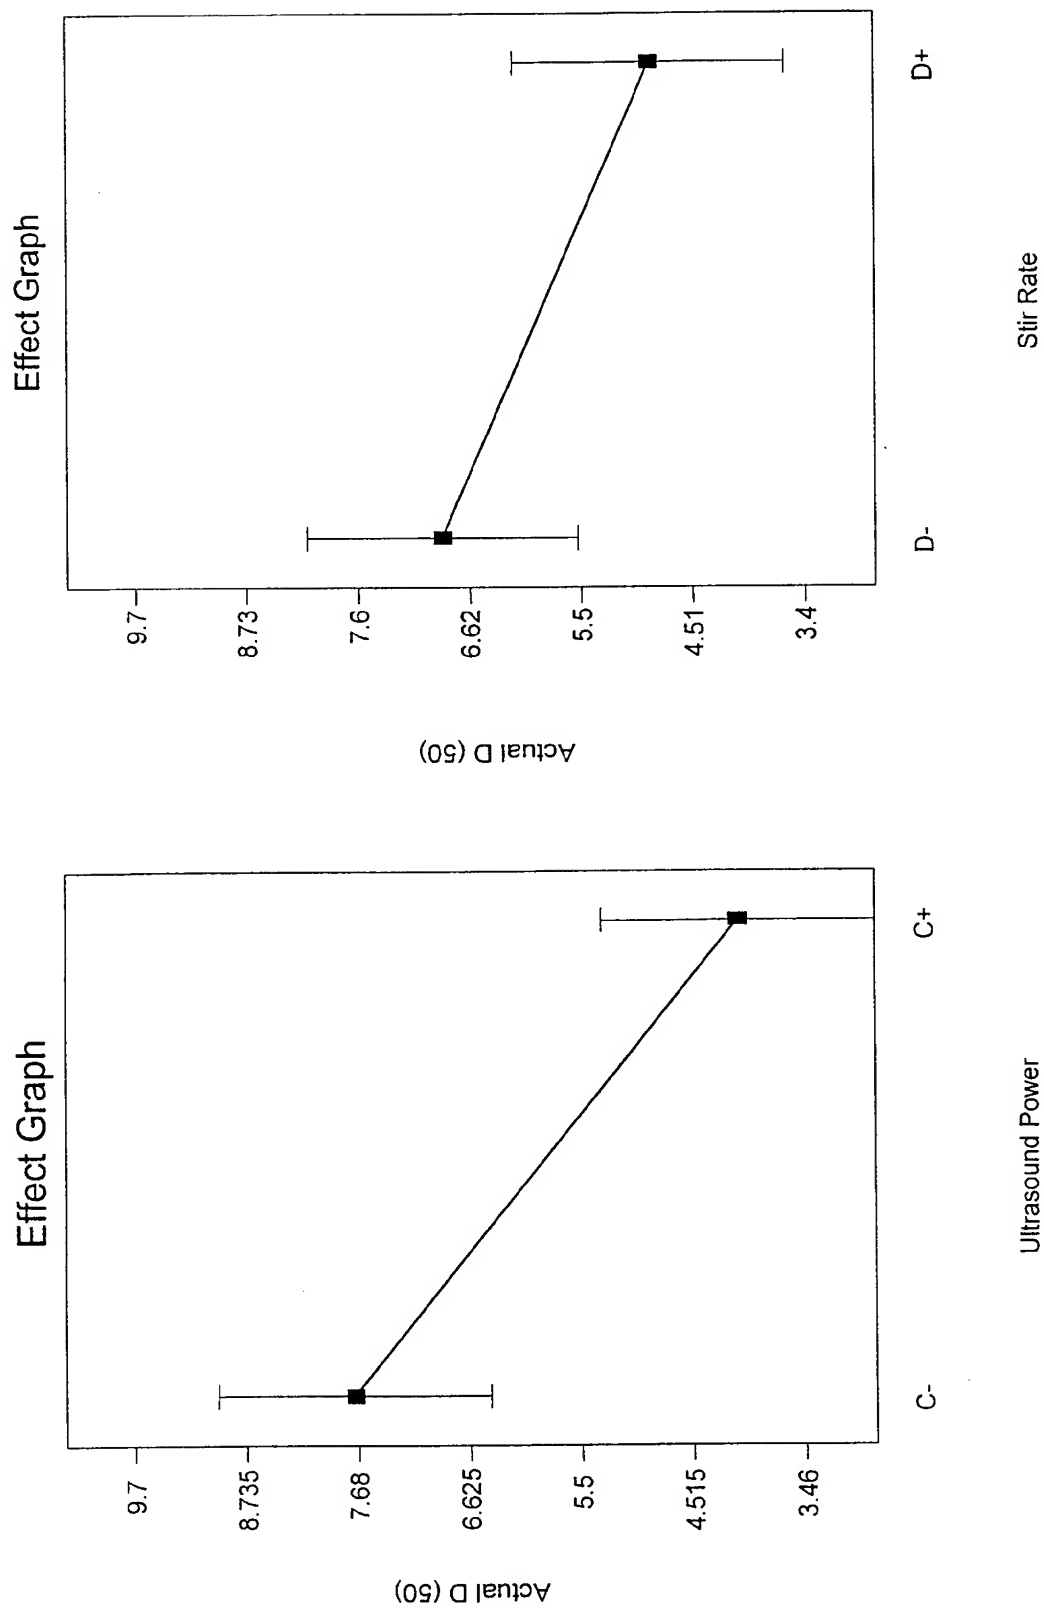 Effect Graph
Actual D (50)
9.7
8.735
7.68
6.625
5.5
4.515
3.46
C-
C+
Ultrasound Power
Effect Graph
Actual D (50)
9.7
8.73
7.6
6.62
5.5
4.51
3.4
D-
D+
Stir Rate